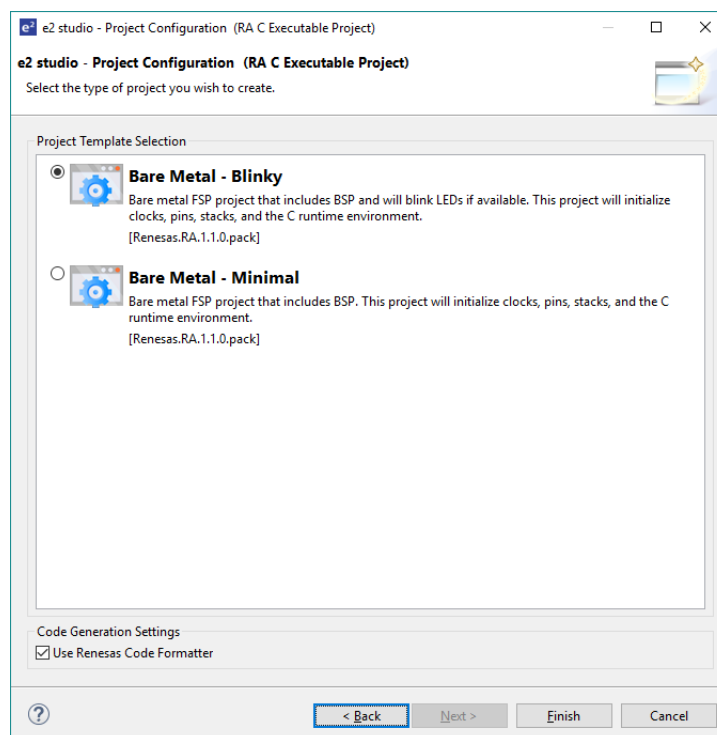 e² e2 studio - Project Configuration (RA C Executable Project)
e2 studio - Project Configuration (RA C Executable Project)
Select the type of project you wish to create.
Project Template Selection
Bare Metal - Blinky
Bare metal FSP project that includes BSP and will blink LEDs if available. This project will initialize
clocks, pins, stacks, and the C runtime environment.
[Renesas.RA.1.1.0.pack]
Bare Metal - Minimal
Bare metal FSP project that includes BSP. This project will initialize clocks, pins, stacks, and the C
runtime environment.
[Renesas.RA.1.1.0.pack]
Code Generation Settings
Use Renesas Code Formatter
? < Back Next > Finish Cancel